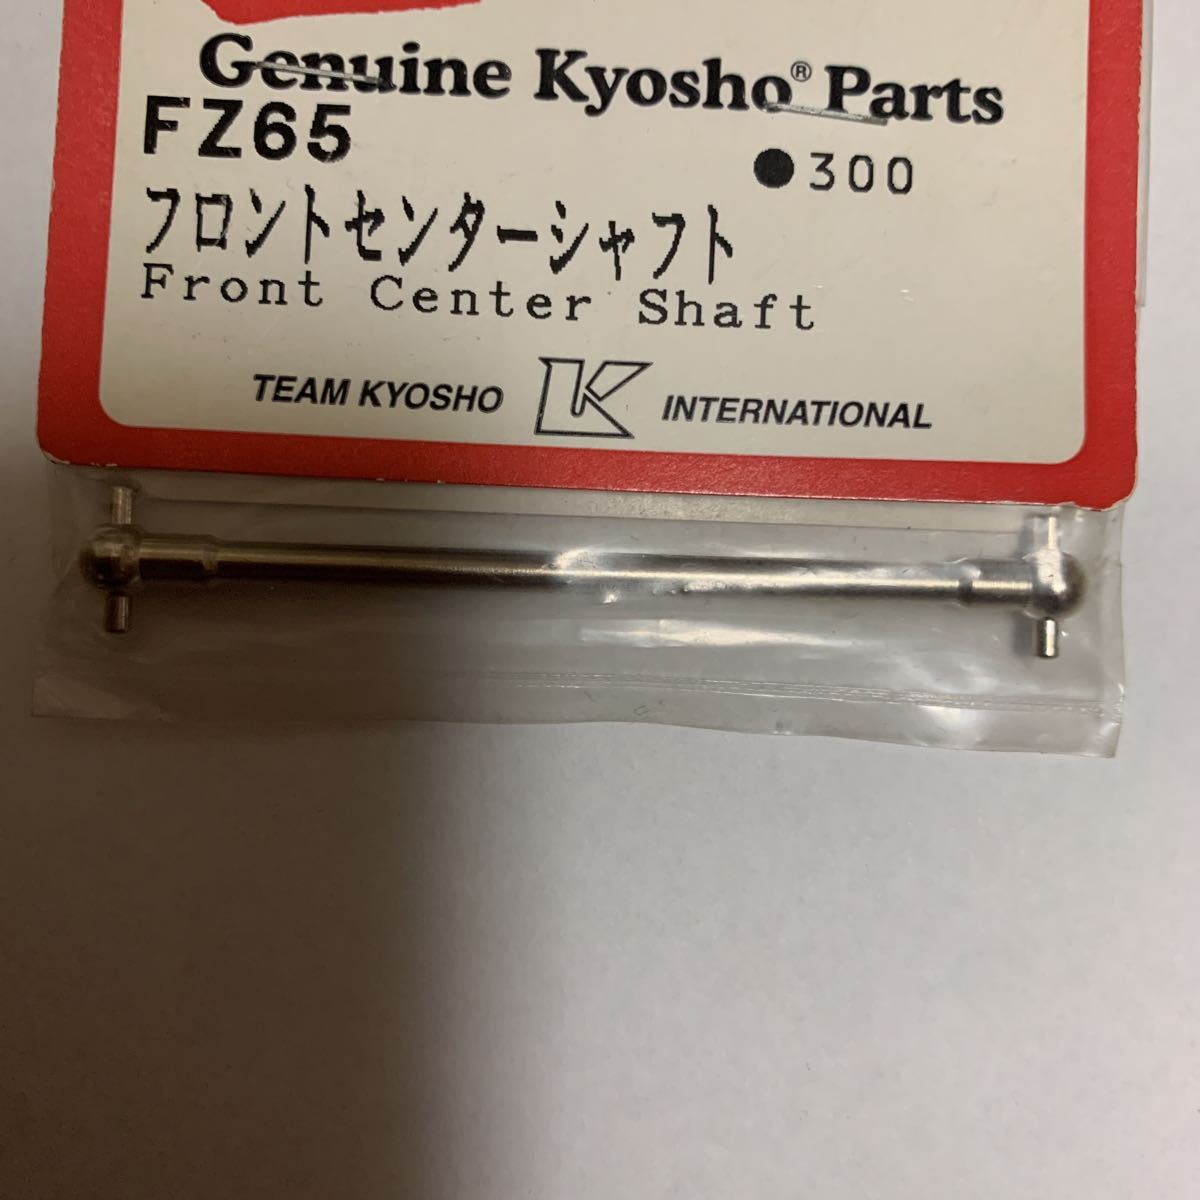 Genuine Kyosho® Parts
FZ65
●300
フロントセンターシャフト
Front Center Shaft
TEAM KYOSHO K INTERNATIONAL